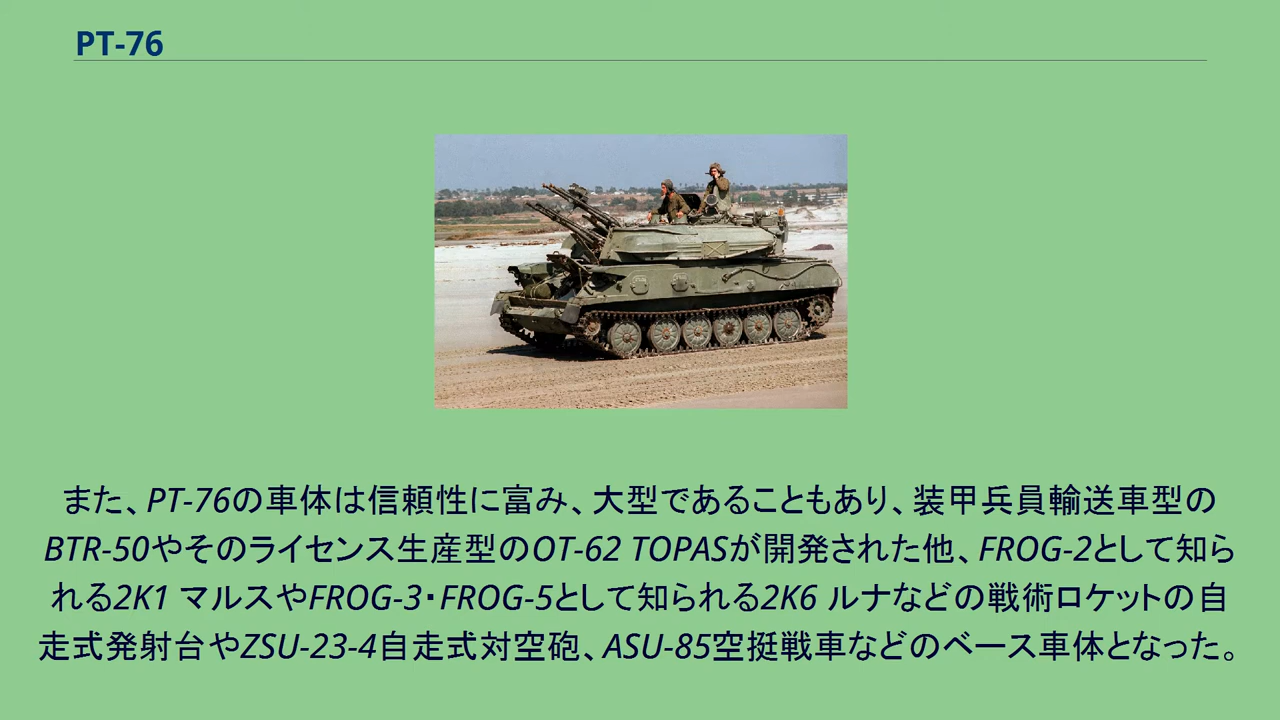 PT-76
また、PT-76の車体は信頼性に富み、大型であることもあり、装甲兵員輸送車型の
BTR-50やそのライセンス生産型のOT-62 TOPASが開発された他、FROG-2として知ら
れる2K1 マルスやFROG-3・FROG-5として知られる2K6 ルナなどの戦術ロケットの自
走式発射台やZSU-23-4自走式対空砲、ASU-85空挺戦車などのベース車体となった。